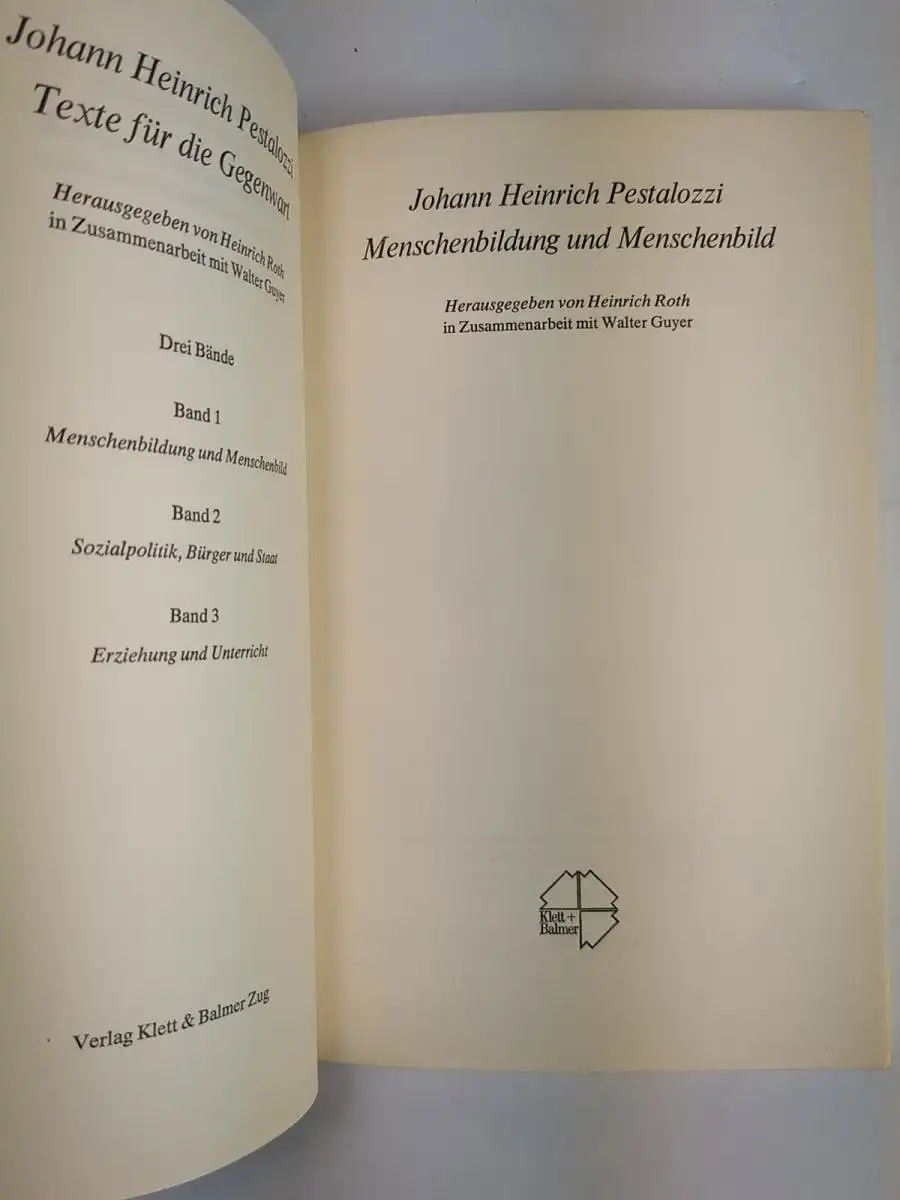 Johann Heinrich Pestalozzi
Texte für die Gegenwart
Herausgegeben von Heinrich Roth
in Zusammenarbeit mit Walter Guyer
Drei Bände
Band 1
Menschenbildung und Menschenbild
Band 2
Sozialpolitik, Bürger und Staat
Band 3
Erziehung und Unterricht
Verlag Klett & Balmer Zug
Johann Heinrich Pestalozzi
Menschenbildung und Menschenbild
Herausgegeben von Heinrich Roth
in Zusammenarbeit mit Walter Guyer
Klett +
Balmer